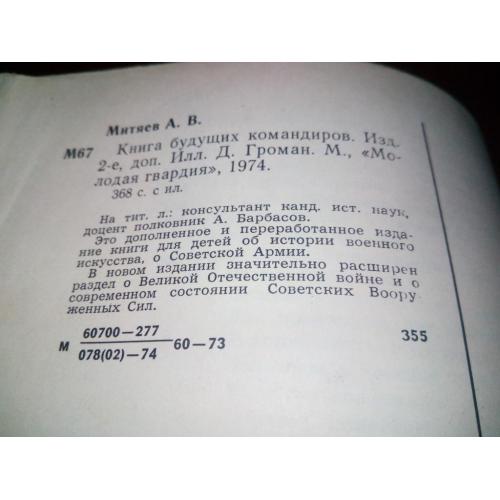 Митяев А. В.
М67 Книга будущих командиров. Изд.
2-е, доп. Илл. Д. Громан. М., «Мо-
лодая гвардия», 1974.
368 с. с ил.
На тит. л.: консультант канд. ист. наук,
доцент полковник А. Барбасов.
Это дополненное и переработанное изда-
ние книги для детей об истории военного
искусства, о Советской Армии.
В новом издании значительно расширен
раздел о Великой Отечественной войне и о
современном состоянии Советских Воору-
женных Сил.
М 60700—277
078(02)—74 60—73
355